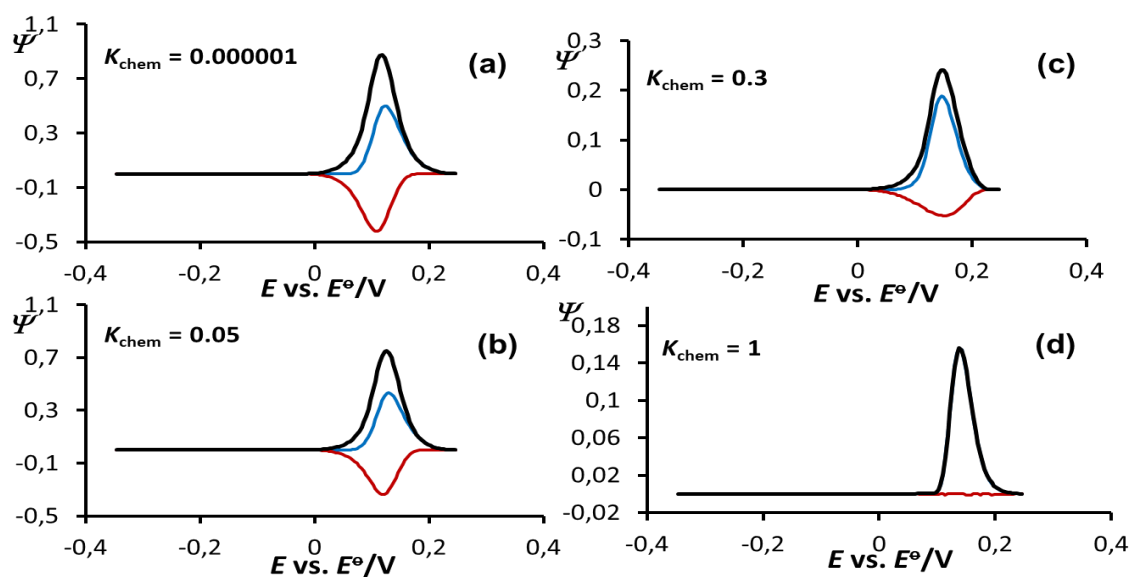 1,1
Ψ
K_chem = 0.000001
(a)
0,7
0,3
-0,1
-0,5
-0,4 -0,2 0 0,2 0,4
E vs. E°/V
0,3
Ψ
K_chem = 0.3
(c)
0,2
0,1
0
-0,1
-0,4 -0,2 0 0,2 0,4
E vs. E°/V
1,1
Ψ
K_chem = 0.05
(b)
0,7
0,3
-0,1
-0,5
-0,4 -0,2 0 0,2 0,4
E vs. E°/V
Ψ
0,18
K_chem = 1
(d)
0,14
0,1
0,06
0,02
-0,02
-0,4 -0,2 0 0,2 0,4
E vs. E°/V